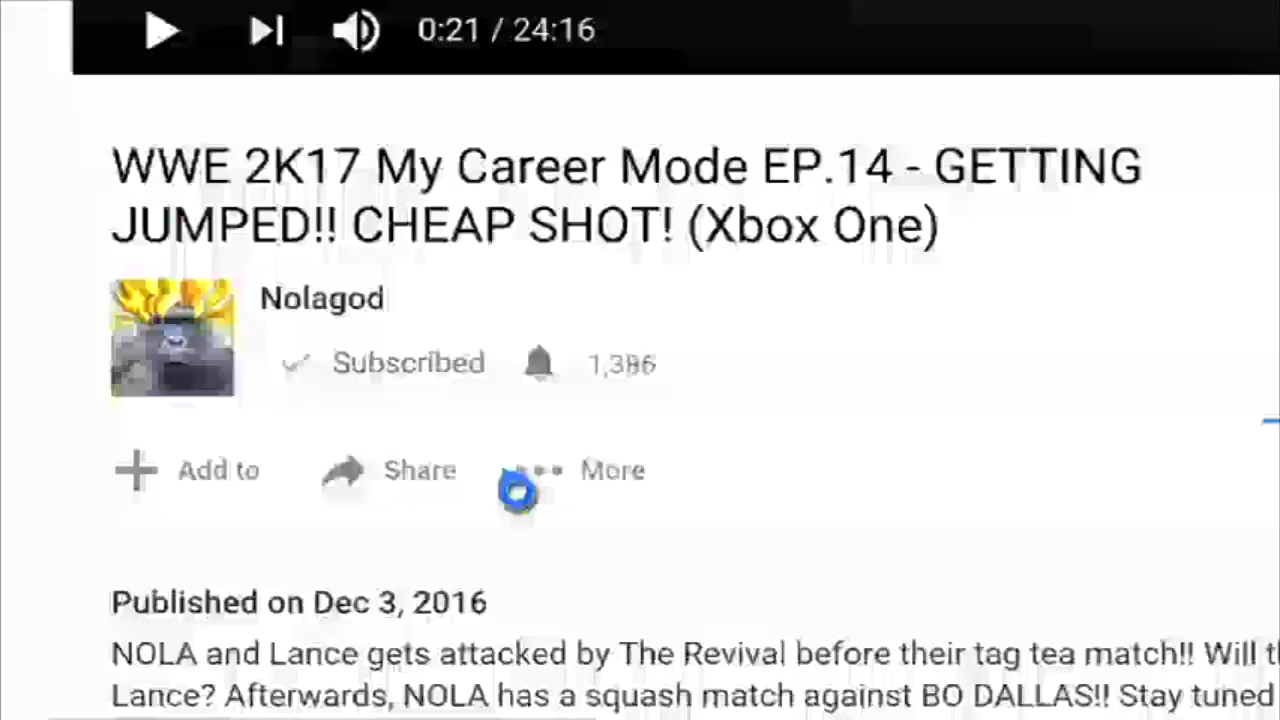 0:21 / 24:16
WWE 2K17 My Career Mode EP.14 - GETTING
JUMPED!! CHEAP SHOT! (Xbox One)
Nolagod
Subscribed 1,386
Add to Share More
Published on Dec 3, 2016
NOLA and Lance gets attacked by The Revival before their tag tea match!! Will
Lance? Afterwards, NOLA has a squash match against BO DALLAS!! Stay tuned